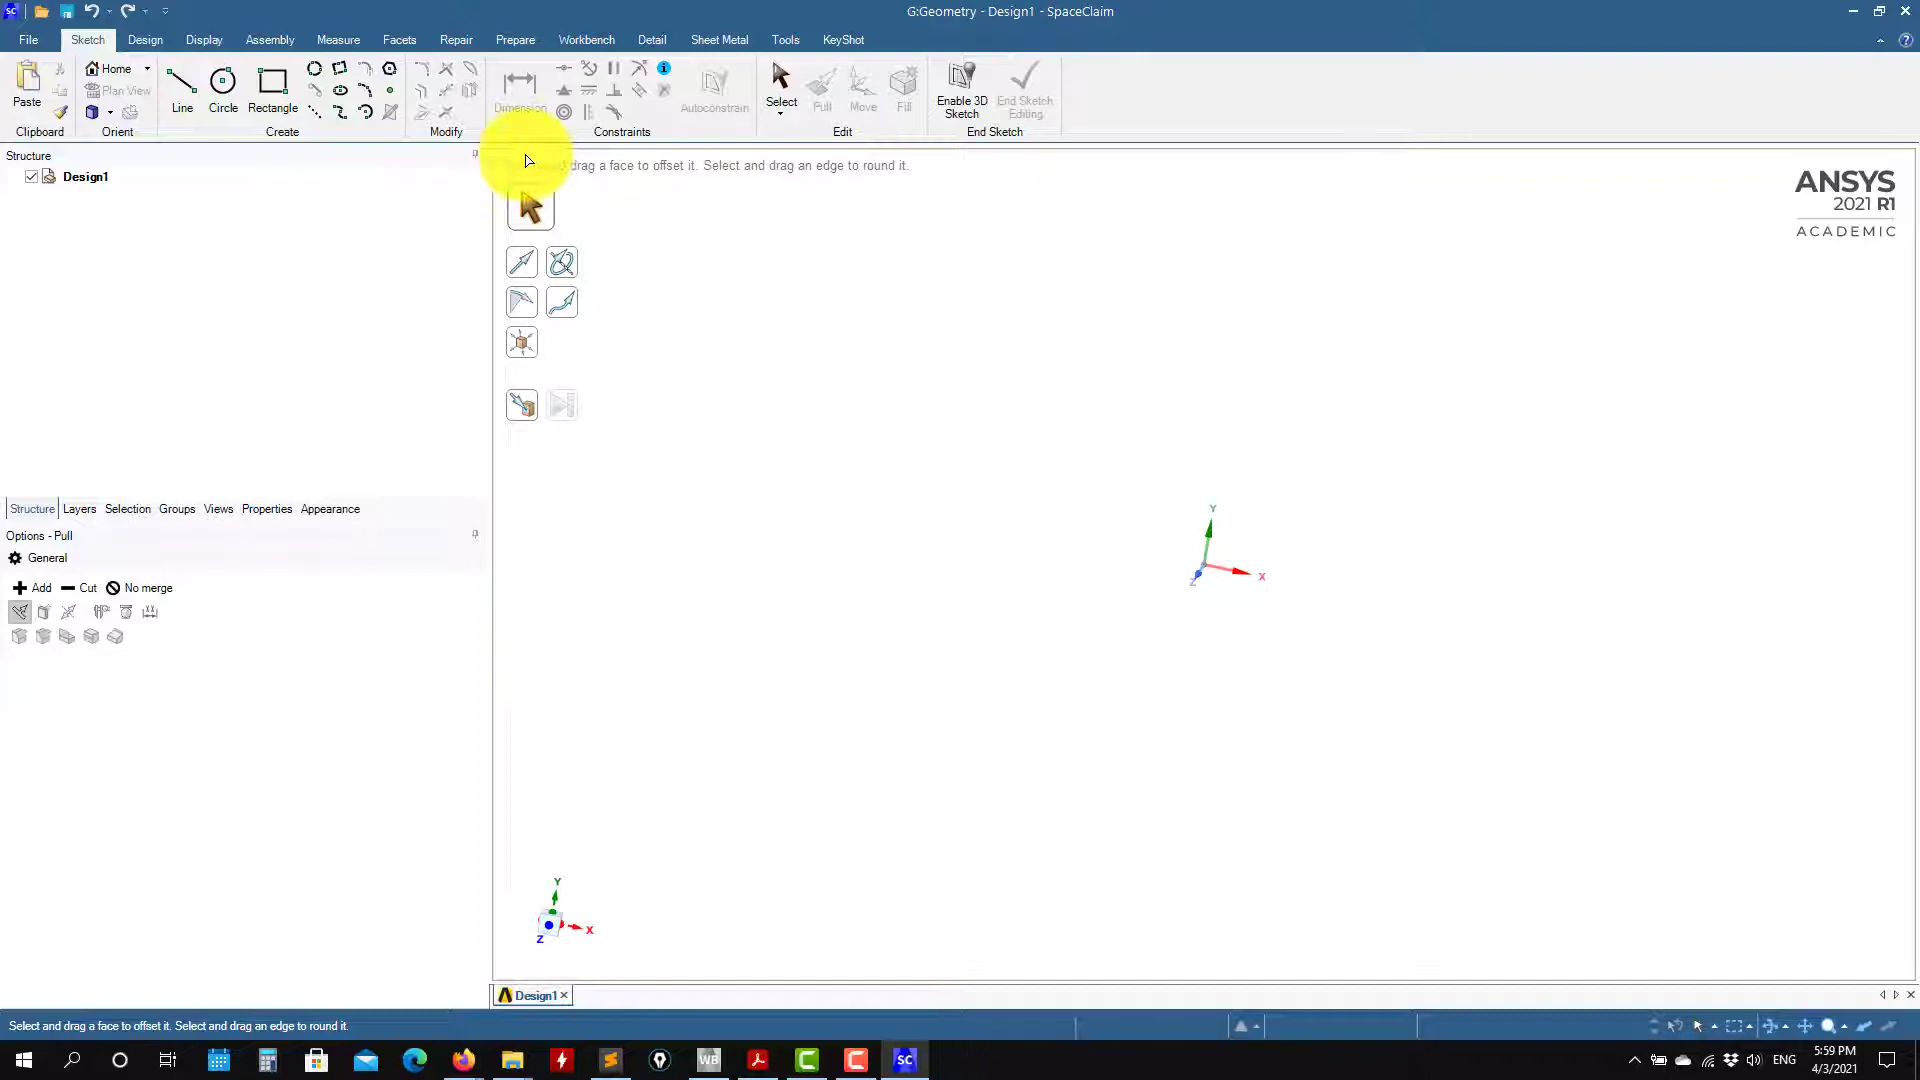 G:Geometry - Design1 - SpaceClaim
File Sketch Design Display Assembly Measure Facets Repair Prepare Workbench Detail Sheet Metal Tools KeyShot
Paste
Home
Plan View
Line Circle Rectangle
Dimension
Autoconstrain
Select Pull Move Fill
Enable 3D Sketch
End Sketch Editing
Clipboard Orient Create Modify Constraints Edit End Sketch
Structure
Design1
drag a face to offset it. Select and drag an edge to round it.
ANSYS
2021 R1
ACADEMIC
Y
X
Z
Structure Layers Selection Groups Views Properties Appearance
Options - Pull
General
Add Cut No merge
Y
X
Z
Design1
Select and drag a face to offset it. Select and drag an edge to round it.
SC
WB
ENG
5:59 PM
4/3/2021